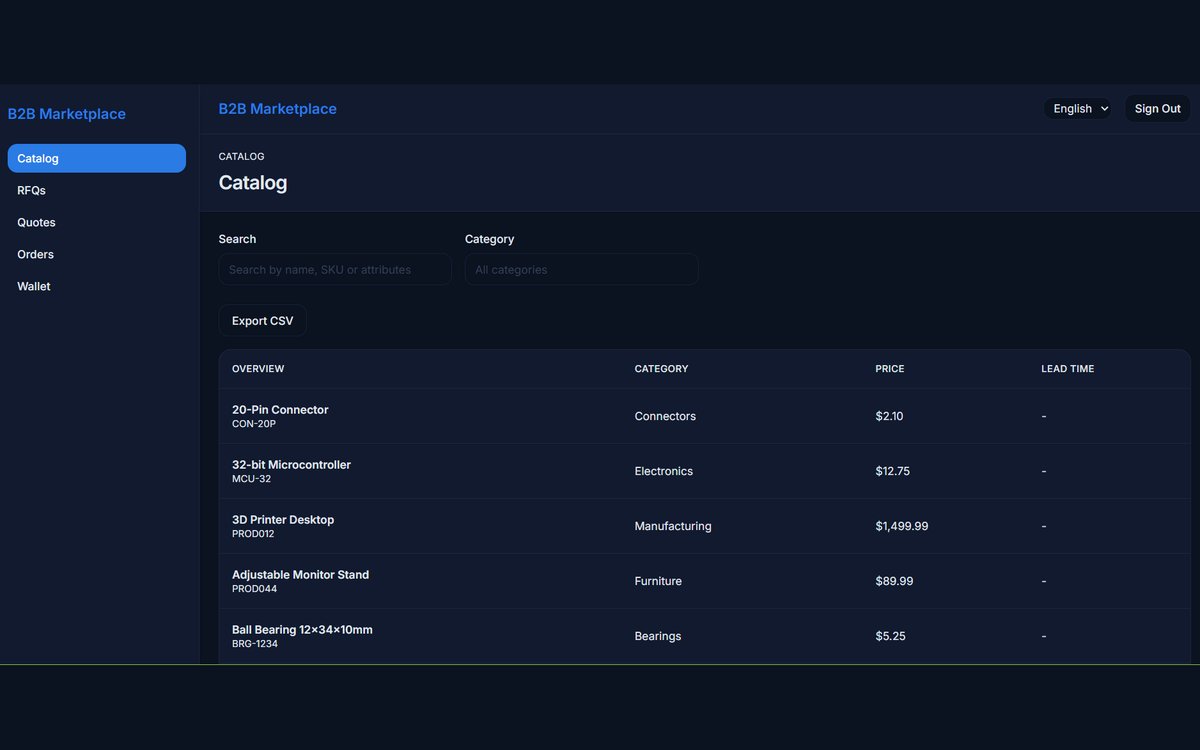 B2B Marketplace
Catalog
RFQs
Quotes
Orders
Wallet
B2B Marketplace
English
Sign Out
CATALOG
Catalog
Search
Category
Search by name, SKU or attributes
All categories
Export CSV
OVERVIEW CATEGORY PRICE LEAD TIME
20-Pin Connector
CON-20P
Connectors $2.10 -
32-bit Microcontroller
MCU-32
Electronics $12.75 -
3D Printer Desktop
PROD012
Manufacturing $1,499.99 -
Adjustable Monitor Stand
PROD044
Furniture $89.99 -
Ball Bearing 12×34×10mm
BRG-1234
Bearings $5.25 -